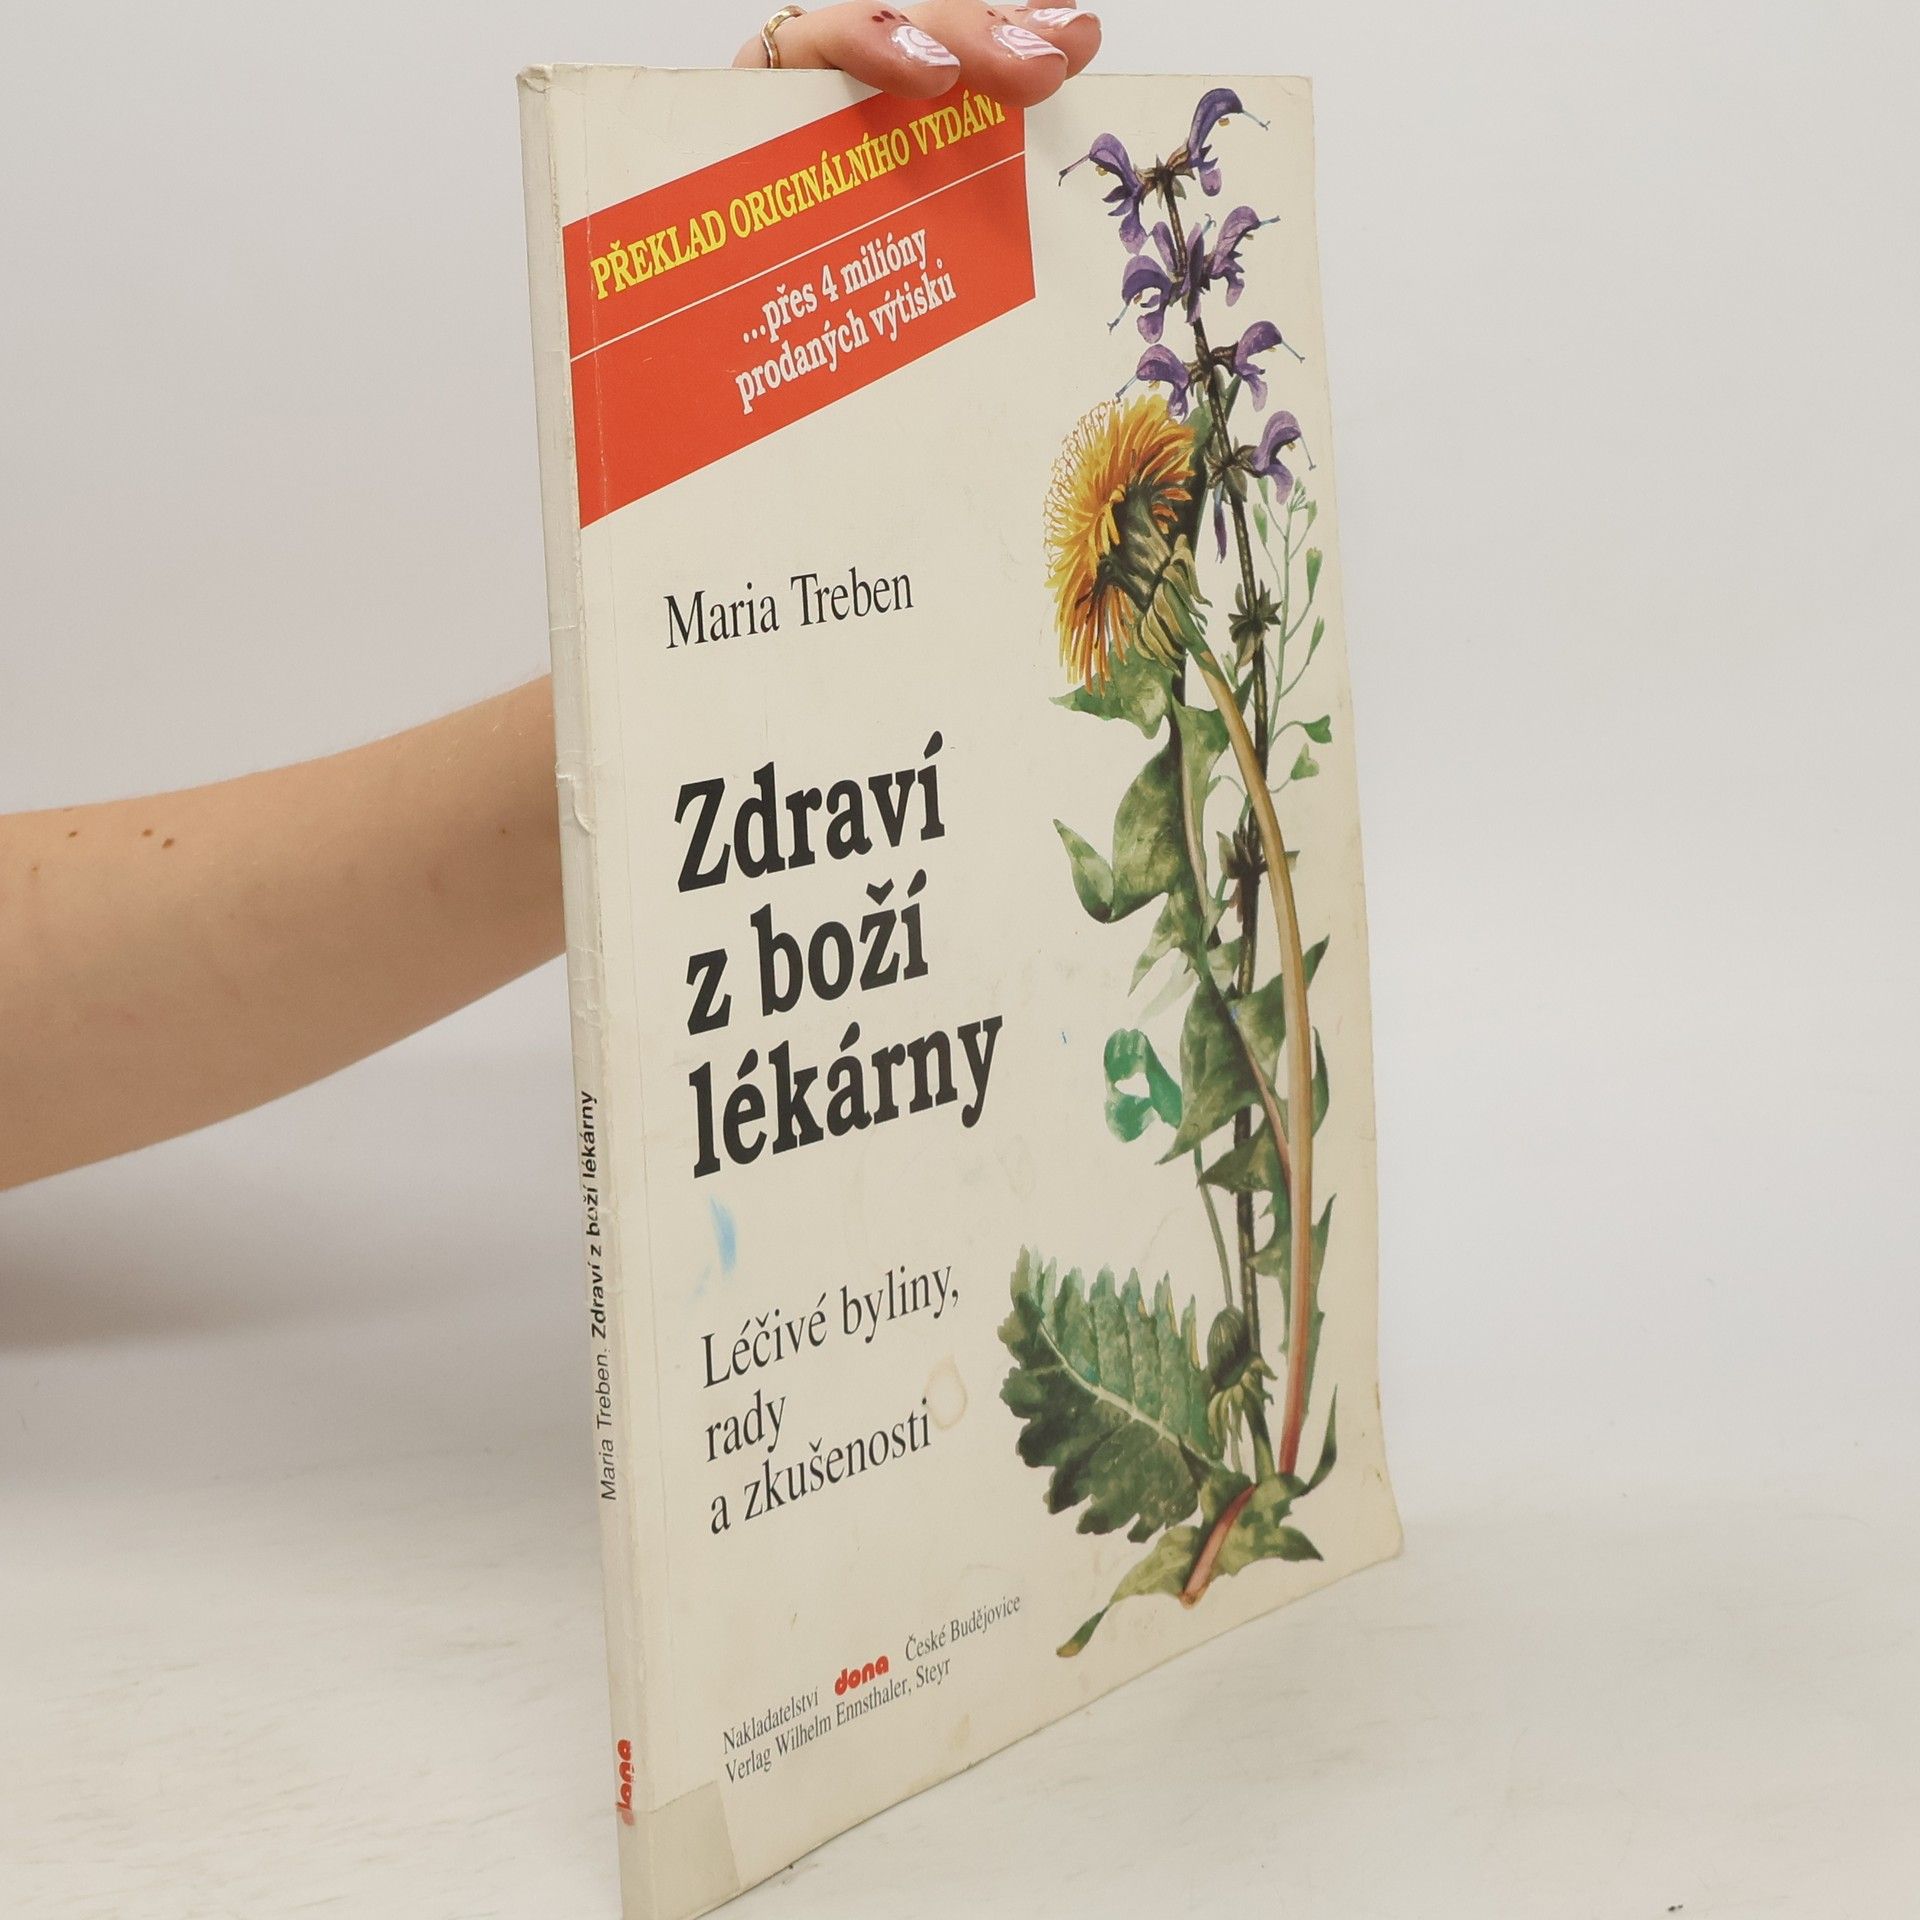 PŘEKLAD ORIGINÁLNÍHO VYDÁNÍ
...přes 4 milióny
prodaných výtisků
Maria Treben
Zdraví
z boží
lékárny
Léčivé byliny,
rady
a zkušenosti
Nakladatelství dona České Budějovice
Verlag Wilhelm Ennsthaler, Steyr
Maria Treben. Zdraví z boží lékárny
dona